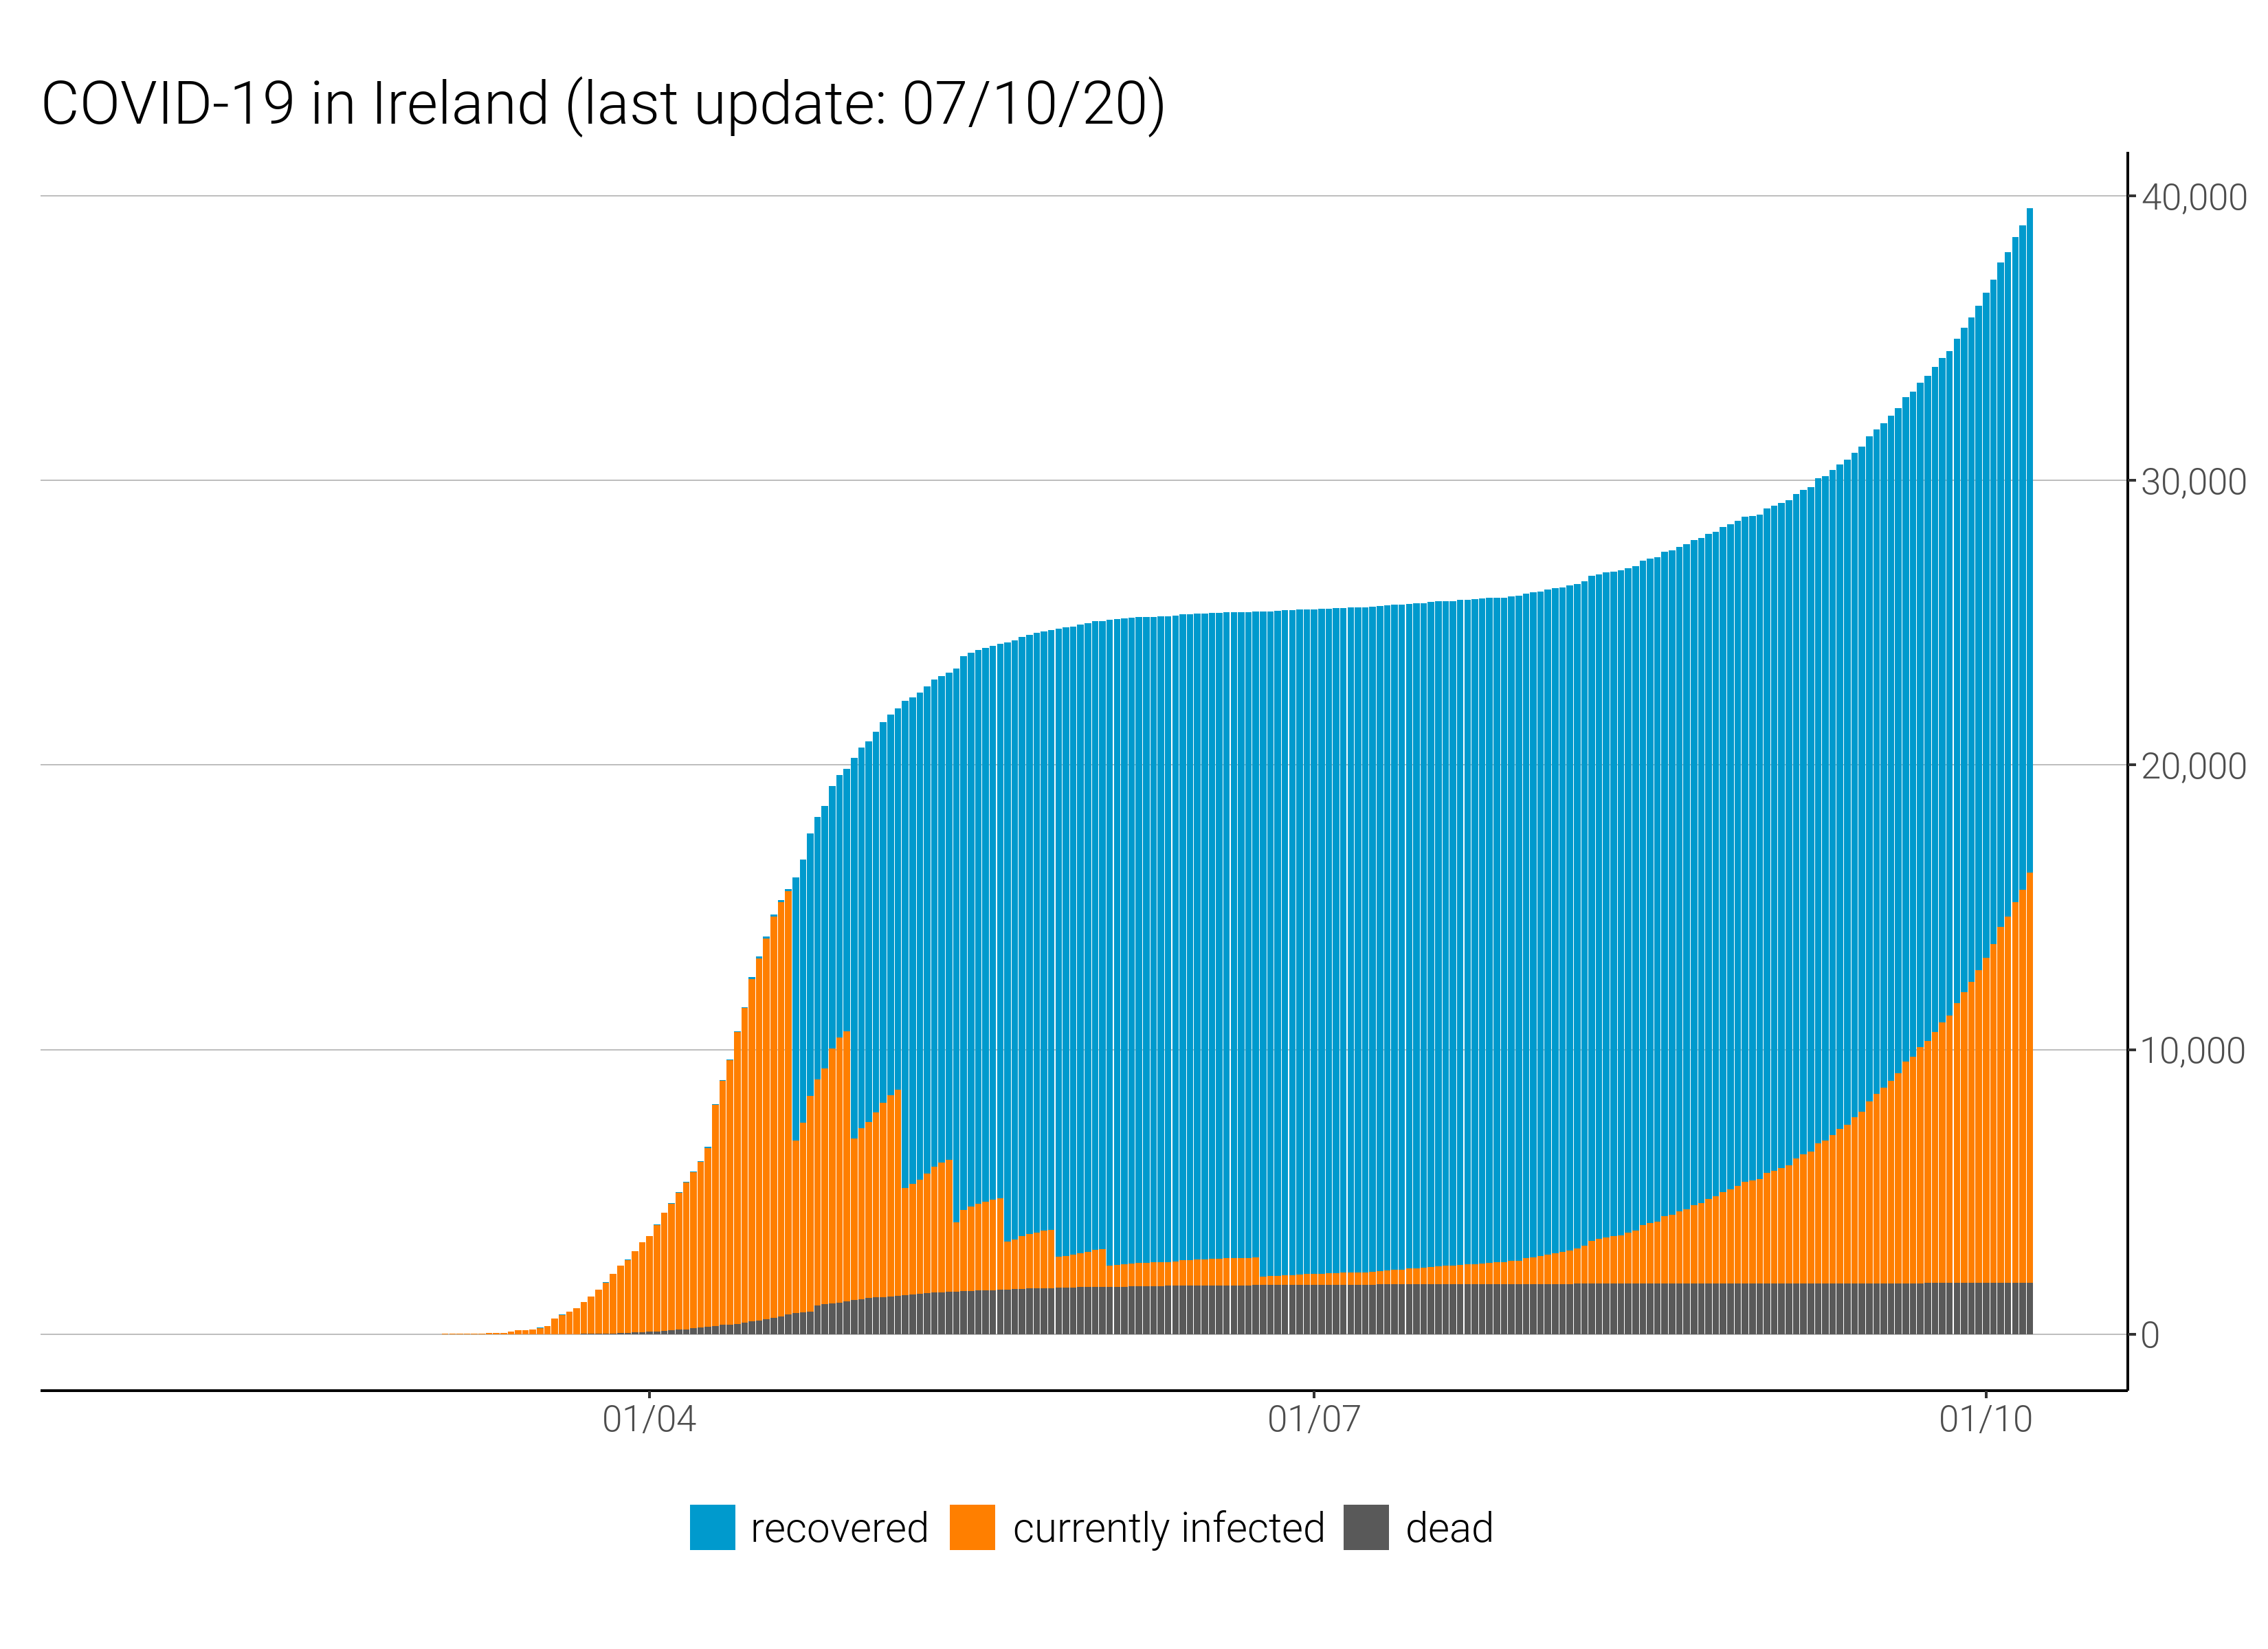 COVID-19 in Ireland (last update: 07/10/20)
40,000
30,000
20,000
10,000
0
01/04 01/07 01/10
recovered currently infected dead